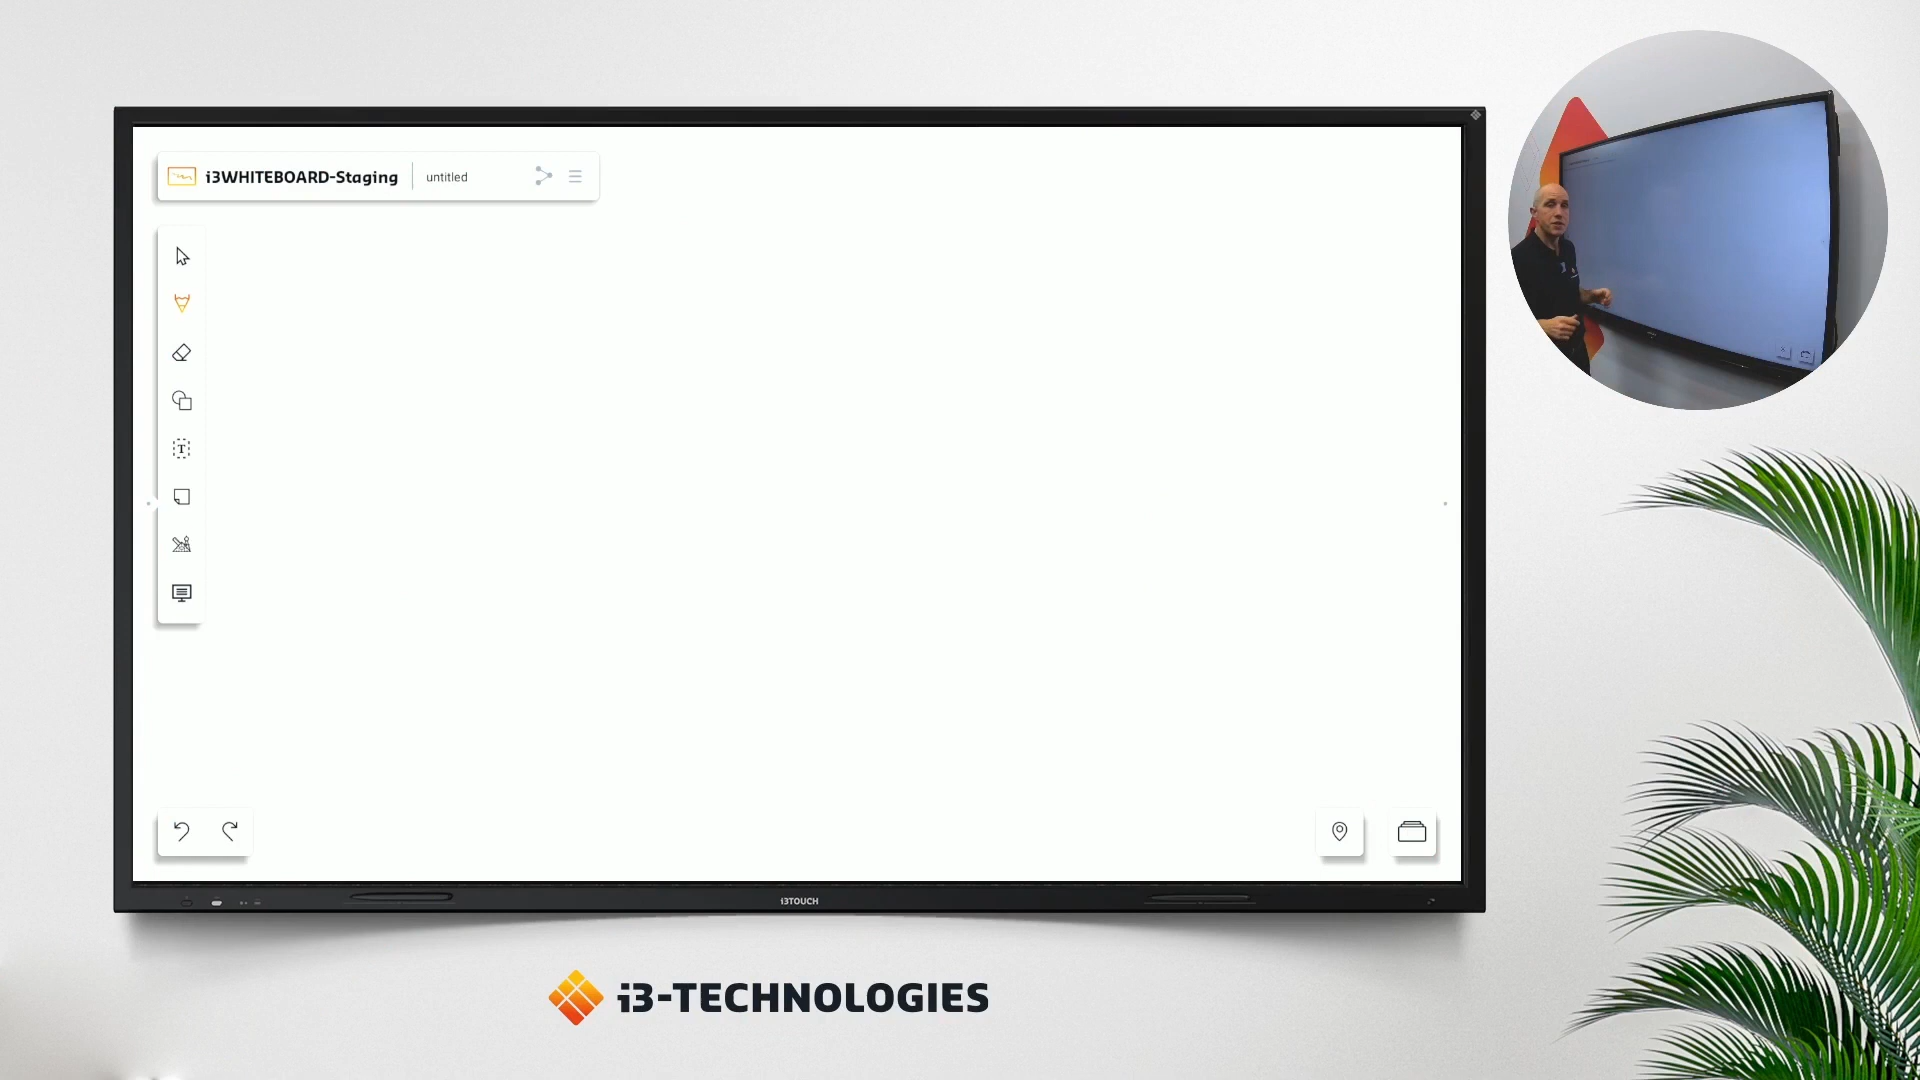 i3WHITEBOARD-Staging
untitled
T
i3TOUCH
i3-TECHNOLOGIES